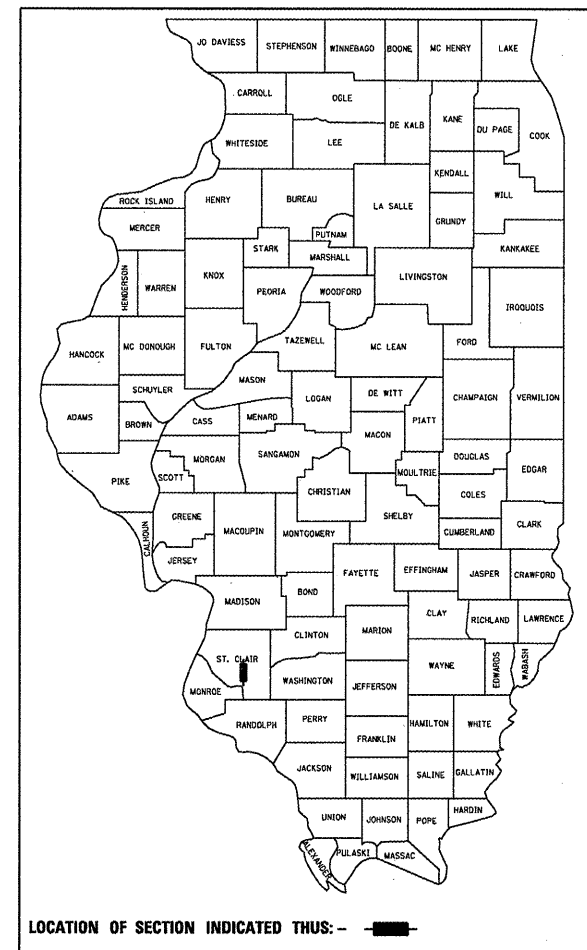 JO DAVIESS STEPHENSON WINNEBAGO BOONE MC HENRY LAKE
CARROLL OGLE DE KALB KANE DU PAGE COOK
WHITESIDE LEE
KENDALL WILL
ROCK ISLAND HENRY BUREAU LA SALLE GRUNDY
MERCER PUTNAM
STARK MARSHALL KANKAKEE
HENDERSON WARREN KNOX PEORIA WOODFORD LIVINGSTON IROQUOIS
HANCOCK MC DONOUGH FULTON TAZEWELL MC LEAN FORD
SCHUYLER MASON LOGAN DE WITT CHAMPAIGN VERMILION
ADAMS BROWN CASS MENARD MACON PIATT
MORGAN SANGAMON DOUGLAS
PIKE SCOTT CHRISTIAN MOULTRIE COLES EDGAR
CALHOUN GREENE MACOUPIN MONTGOMERY SHELBY CUMBERLAND CLARK
JERSEY FAYETTE EFFINGHAM JASPER CRAWFORD
MADISON BOND
CLINTON MARION CLAY RICHLAND LAWRENCE
ST. CLAIR WAYNE EDWARDS WABASH
MONROE WASHINGTON JEFFERSON
RANDOLPH PERRY HAMILTON WHITE
FRANKLIN
JACKSON WILLIAMSON SALINE GALLATIN
UNION JOHNSON POPE HARDIN
ALEXANDER PULASKI MASSAC
LOCATION OF SECTION INDICATED THUS: -